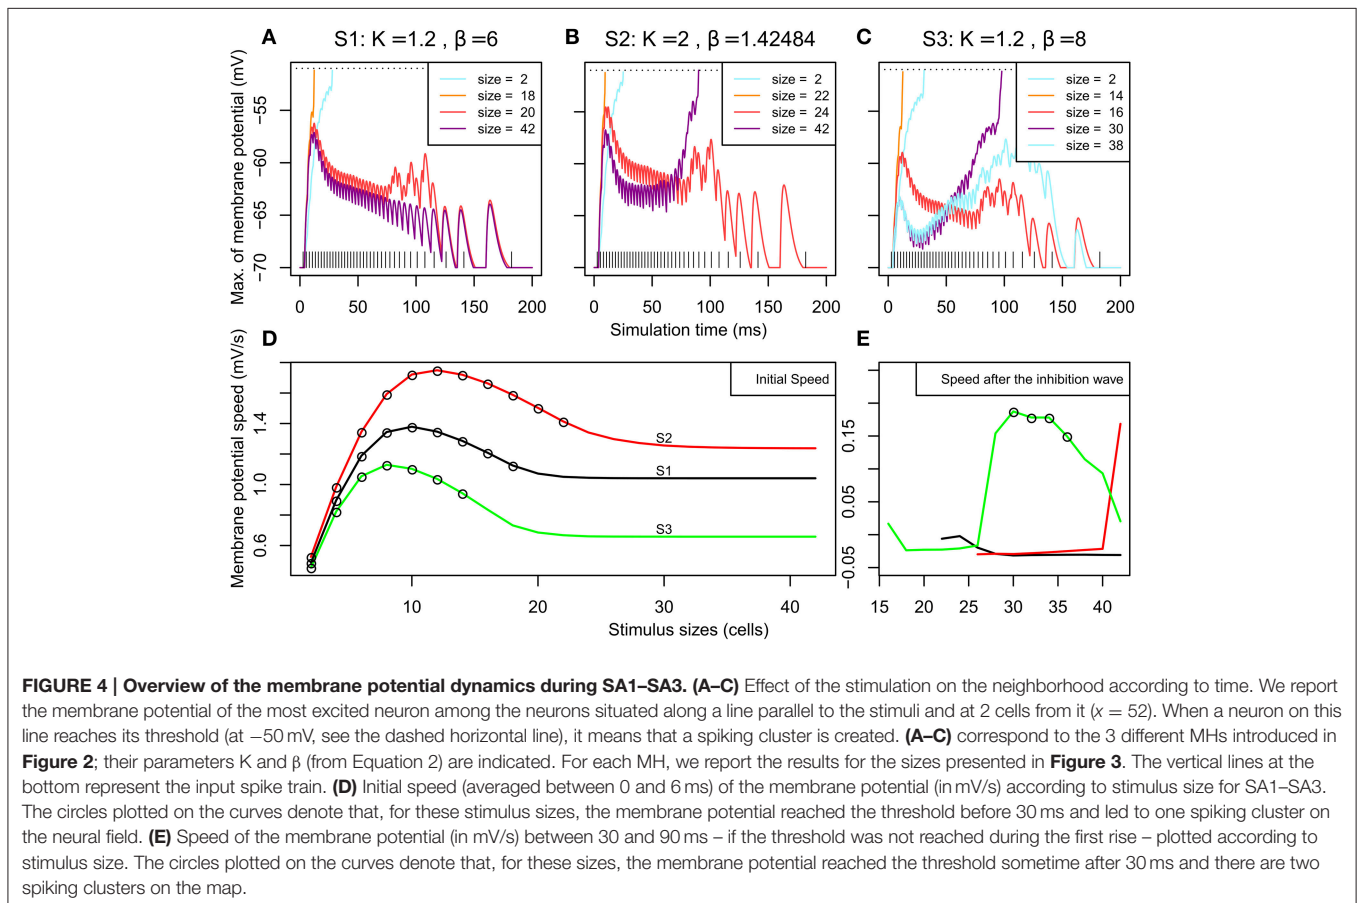 A S1: K =1.2 , β =6
B S2: K =2 , β =1.42484
C S3: K =1.2 , β =8
Max. of membrane potential (mV)
−55
−60
−65
−70
size = 2
size = 18
size = 20
size = 42
size = 2
size = 22
size = 24
size = 42
size = 2
size = 14
size = 16
size = 30
size = 38
0 50 100 150 200
0 50 100 150 200
0 50 100 150 200
Simulation time (ms)
D
E
Membrane potential speed (mV/s)
1.4
1.0
0.6
Initial Speed
S2
S1
S3
10 20 30 40
Stimulus sizes (cells)
Speed after the inhibition wave
0.15
0.05
−0.05
15 20 25 30 35 40
FIGURE 4 | Overview of the membrane potential dynamics during SA1–SA3. (A–C) Effect of the stimulation on the neighborhood according to time. We report
the membrane potential of the most excited neuron among the neurons situated along a line parallel to the stimuli and at 2 cells from it (x = 52). When a neuron on this
line reaches its threshold (at −50 mV, see the dashed horizontal line), it means that a spiking cluster is created. (A–C) correspond to the 3 different MHs introduced in
Figure 2; their parameters K and β (from Equation 2) are indicated. For each MH, we report the results for the sizes presented in Figure 3. The vertical lines at the
bottom represent the input spike train. (D) Initial speed (averaged between 0 and 6 ms) of the membrane potential (in mV/s) according to stimulus size for SA1–SA3.
The circles plotted on the curves denote that, for these stimulus sizes, the membrane potential reached the threshold before 30 ms and led to one spiking cluster on
the neural field. (E) Speed of the membrane potential (in mV/s) between 30 and 90 ms – if the threshold was not reached during the first rise – plotted according to
stimulus size. The circles plotted on the curves denote that, for these sizes, the membrane potential reached the threshold sometime after 30 ms and there are two
spiking clusters on the map.